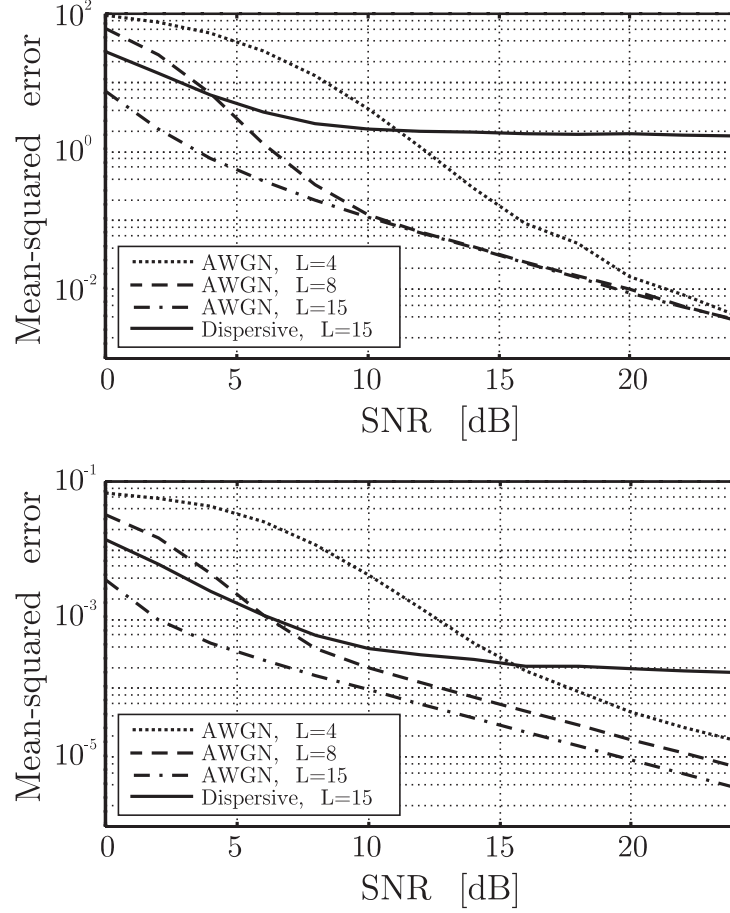 10^2
10^0
10^-2
Mean-squared error
AWGN, L=4
AWGN, L=8
AWGN, L=15
Dispersive, L=15
0 5 10 15 20
SNR [dB]
10^-1
10^-3
10^-5
Mean-squared error
AWGN, L=4
AWGN, L=8
AWGN, L=15
Dispersive, L=15
0 5 10 15 20
SNR [dB]